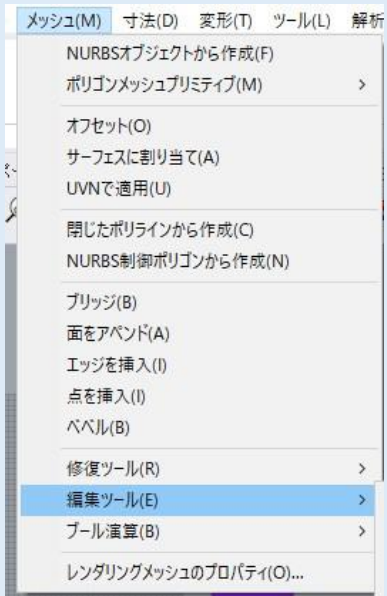 メッシュ(M) 寸法(D) 変形(T) ツール(L) 解析
NURBSオブジェクトから作成(F)
ポリゴンメッシュプリミティブ(M)
オフセット(O)
サーフェスに割り当て(A)
UVNで適用(U)
閉じたポリラインから作成(C)
NURBS制御ポリゴンから作成(N)
ブリッジ(B)
面をアペンド(A)
エッジを挿入(I)
点を挿入(I)
ベベル(B)
修復ツール(R)
編集ツール(E)
ブール演算(B)
レンダリングメッシュのプロパティ(O)...